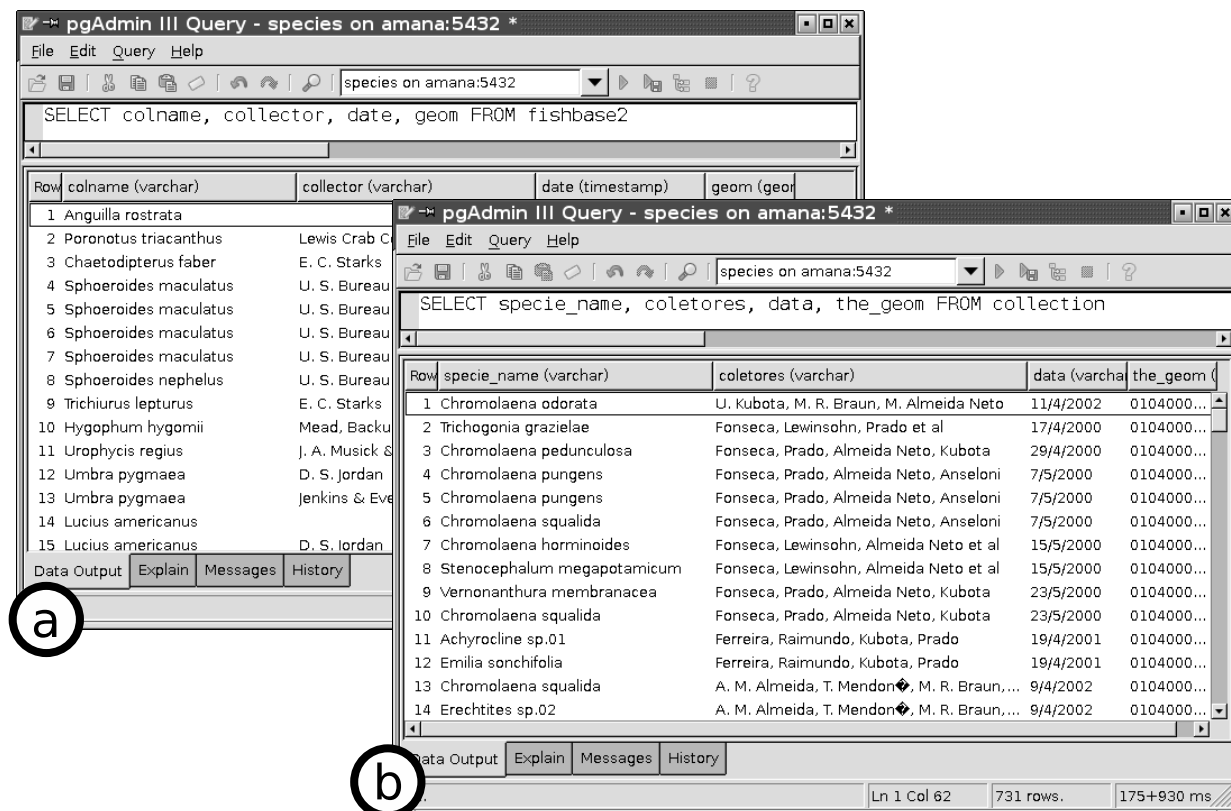 pgAdmin III Query - species on amana:5432 *
File Edit Query Help
species on amana:5432
SELECT colname, collector, date, geom FROM fishbase2
Row colname (varchar) collector (varchar) date (timestamp) geom (geor
1 Anguilla rostrata
2 Poronotus triacanthus Lewis Crab C
3 Chaetodipterus faber E. C. Starks
4 Sphoeroides maculatus U. S. Bureau
5 Sphoeroides maculatus U. S. Bureau
6 Sphoeroides maculatus U. S. Bureau
7 Sphoeroides maculatus U. S. Bureau
8 Sphoeroides nephelus U. S. Bureau
9 Trichiurus lepturus E. C. Starks
10 Hygophum hygomii Mead, Backu
11 Urophycis regius J. A. Musick &
12 Umbra pygmaea D. S. Jordan
13 Umbra pygmaea Jenkins & Eve
14 Lucius americanus
15 Lucius americanus D. S. Jordan
Data Output Explain Messages History
a
pgAdmin III Query - species on amana:5432 *
File Edit Query Help
species on amana:5432
SELECT specie_name, coletores, data, the_geom FROM collection
Row specie_name (varchar) coletores (varchar) data (varchar the_geom (
1 Chromolaena odorata U. Kubota, M. R. Braun, M. Almeida Neto 11/4/2002 0104000...
2 Trichogonia grazielae Fonseca, Lewinsohn, Prado et al 17/4/2000 0104000...
3 Chromolaena pedunculosa Fonseca, Prado, Almeida Neto, Kubota 29/4/2000 0104000...
4 Chromolaena pungens Fonseca, Prado, Almeida Neto, Anseloni 7/5/2000 0104000...
5 Chromolaena pungens Fonseca, Prado, Almeida Neto, Anseloni 7/5/2000 0104000...
6 Chromolaena squalida Fonseca, Prado, Almeida Neto, Anseloni 7/5/2000 0104000...
7 Chromolaena horminoides Fonseca, Lewinsohn, Almeida Neto et al 15/5/2000 0104000...
8 Stenocephalum megapotamicum Fonseca, Lewinsohn, Almeida Neto et al 15/5/2000 0104000...
9 Vernonanthura membranacea Fonseca, Prado, Almeida Neto, Kubota 23/5/2000 0104000...
10 Chromolaena squalida Fonseca, Prado, Almeida Neto, Kubota 23/5/2000 0104000...
11 Achyrocline sp.01 Ferreira, Raimundo, Kubota, Prado 19/4/2001 0104000...
12 Emilia sonchifolia Ferreira, Raimundo, Kubota, Prado 19/4/2001 0104000...
13 Chromolaena squalida A. M. Almeida, T. Mendon�, M. R. Braun,... 9/4/2002 0104000...
14 Erechtites sp.02 A. M. Almeida, T. Mendon�, M. R. Braun,... 9/4/2002 0104000...
Data Output Explain Messages History
b
Ln 1 Col 62 731 rows. 175+930 ms